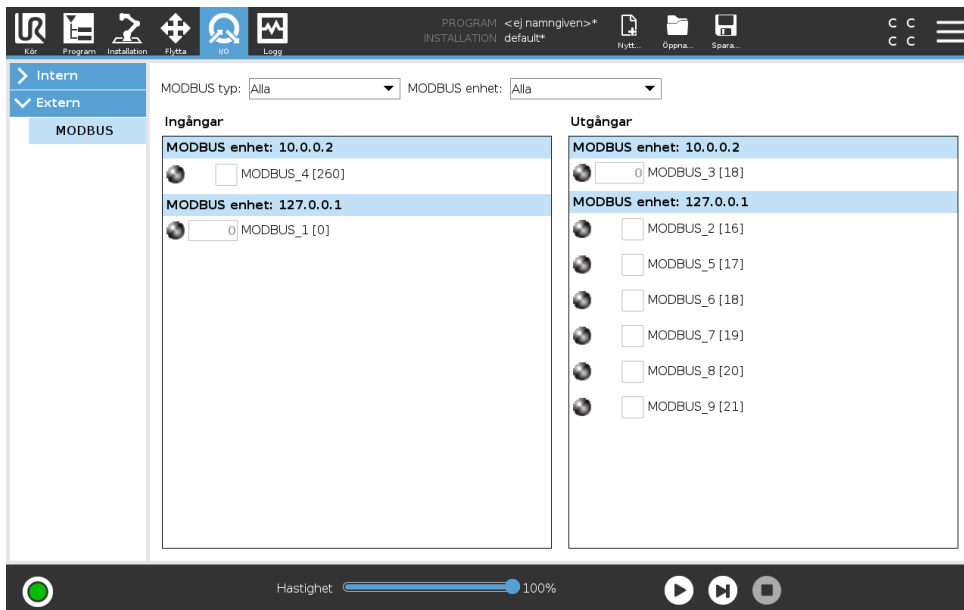 PROGRAM <ej namngiven>*
INSTALLATION default*
C C
C C
Kör Program Installation Flytta I/O Logg Nytt... Öppna... Spara...
Intern
Extern
MODBUS
MODBUS typ: Alla MODBUS enhet: Alla
Ingångar
MODBUS enhet: 10.0.0.2
MODBUS_4 [260]
MODBUS enhet: 127.0.0.1
0 MODBUS_1 [0]
Utgångar
MODBUS enhet: 10.0.0.2
0 MODBUS_3 [18]
MODBUS enhet: 127.0.0.1
MODBUS_2 [16]
MODBUS_5 [17]
MODBUS_6 [18]
MODBUS_7 [19]
MODBUS_8 [20]
MODBUS_9 [21]
Hastighet 100%